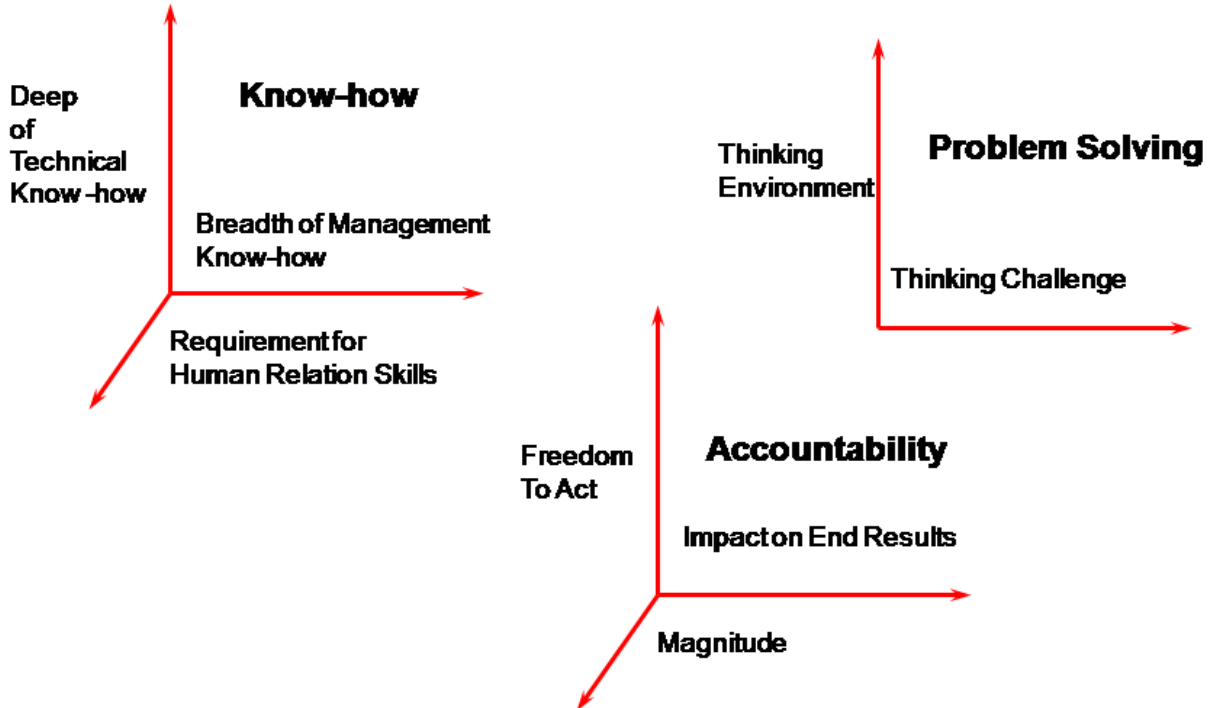 Know-how
Deep
of
Technical
Know-how
Breadth of Management
Know-how
Requirement for
Human Relation Skills
Problem Solving
Thinking
Environment
Thinking Challenge
Accountability
Freedom
To Act
Impact on End Results
Magnitude